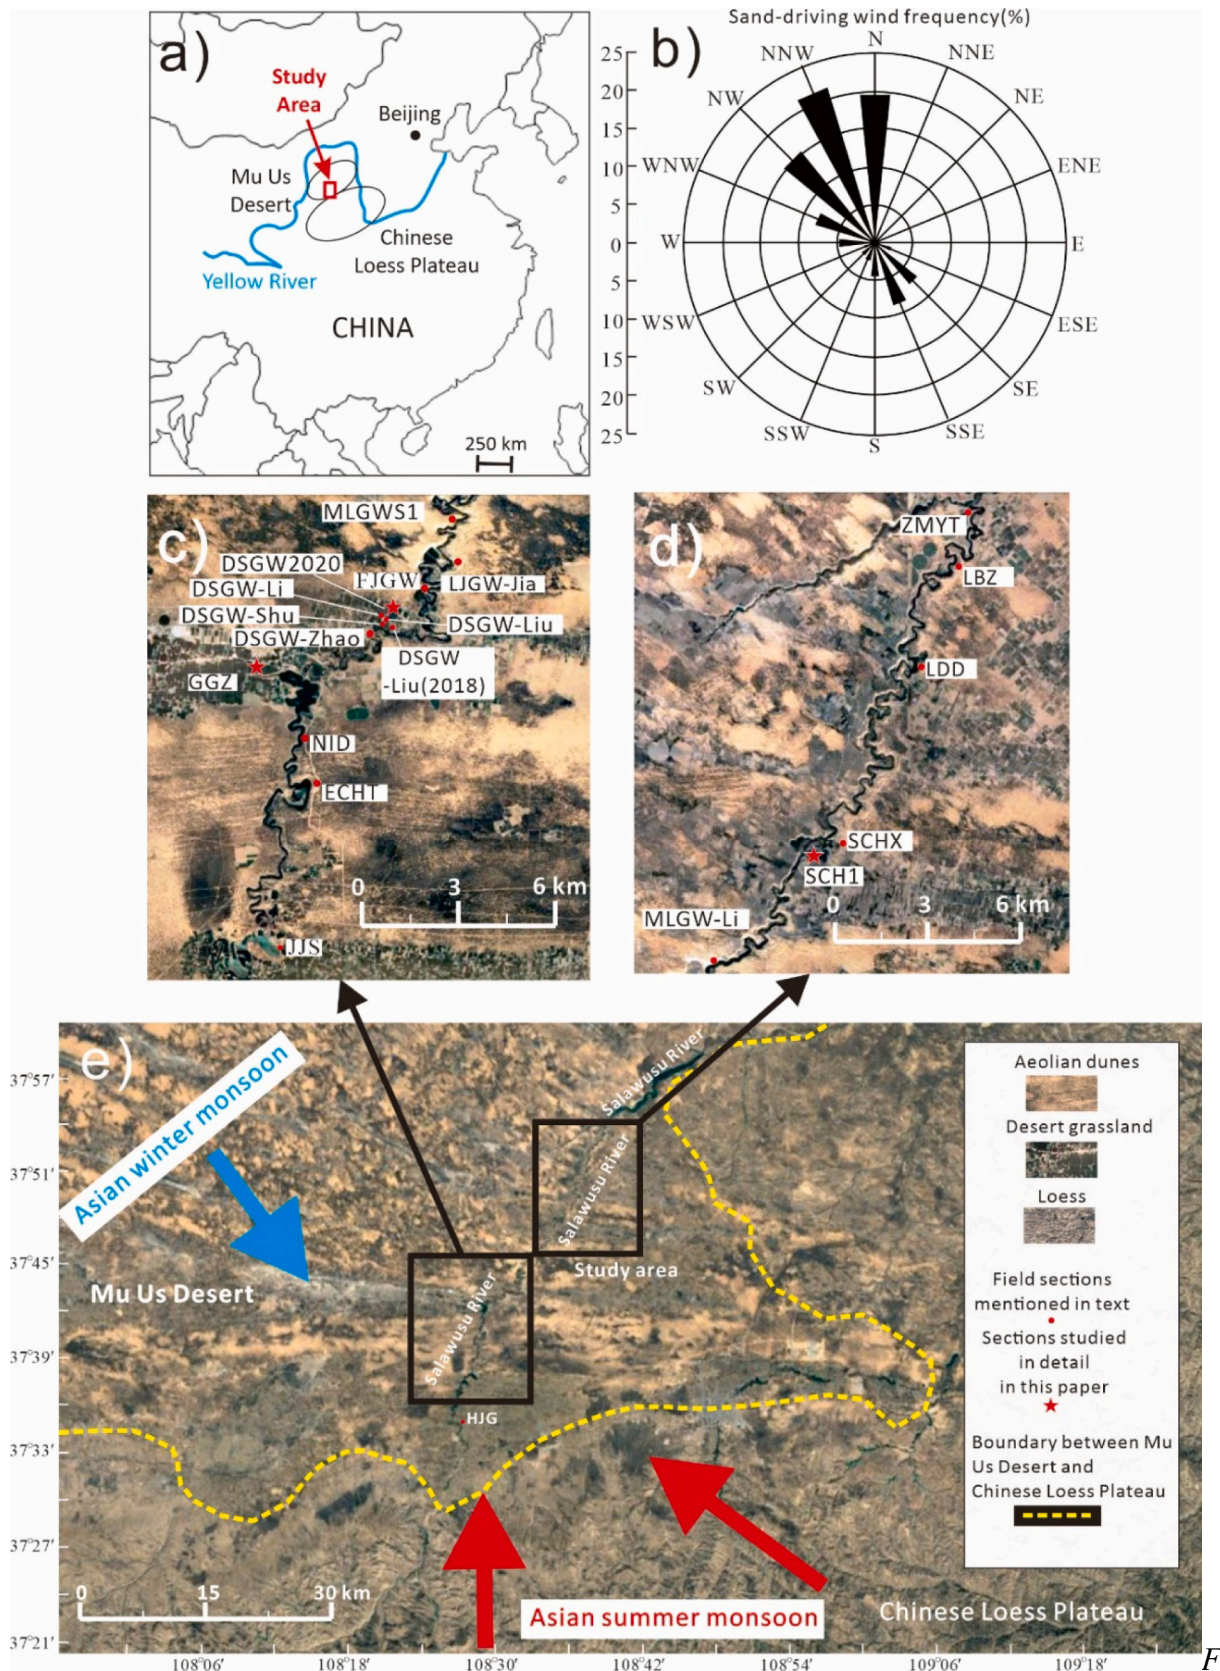 a)
Study
Area
Beijing
Mu Us
Desert
Chinese
Loess Plateau
Yellow River
CHINA
250 km
Sand-driving wind frequency(%)
b)
N
NNW
NNE
NW
NE
WNW
ENE
W
E
WSW
ESE
SW
SE
SSW
SSE
S
25
20
15
10
5
0
5
10
15
20
25
c)
MLGWS1
DSGW2020
FJGW
DSGW-Li
LJGW-Jia
DSGW-Shu
DSGW-Liu
DSGW-Zhao
DSGW
-Liu(2018)
GGZ
NID
ECHT
0 3 6 km
JJS
d)
ZMYT
LBZ
LDD
SCHX
SCH1
0 3 6 km
MLGW-Li
e)
Asian winter monsoon
Salawusu River
Salawusu River
Study area
Mu Us Desert
Salawusu River
HJG
Asian summer monsoon
Chinese Loess Plateau
0 15 30 km
37°57'
37°51'
37°45'
37°39'
37°33'
37°27'
37°21'
108°06'
108°18'
108°30'
108°42'
108°54'
109°06'
109°18'
Aeolian dunes
Desert grassland
Loess
Field sections
mentioned in text
Sections studied
in detail
in this paper
Boundary between Mu
Us Desert and
Chinese Loess Plateau
F